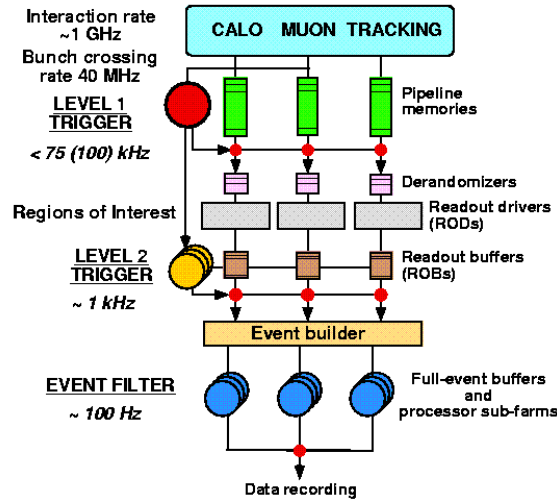 Interaction rate
~1 GHz
CALO MUON TRACKING
Bunch crossing
rate 40 MHz
LEVEL 1
TRIGGER
< 75 (100) kHz
Pipeline
memories
Derandomizers
Regions of Interest
Readout drivers
(RODs)
LEVEL 2
TRIGGER
~ 1 kHz
Readout buffers
(ROBs)
Event builder
EVENT FILTER
~ 100 Hz
Full-event buffers
and
processor sub-farms
Data recording